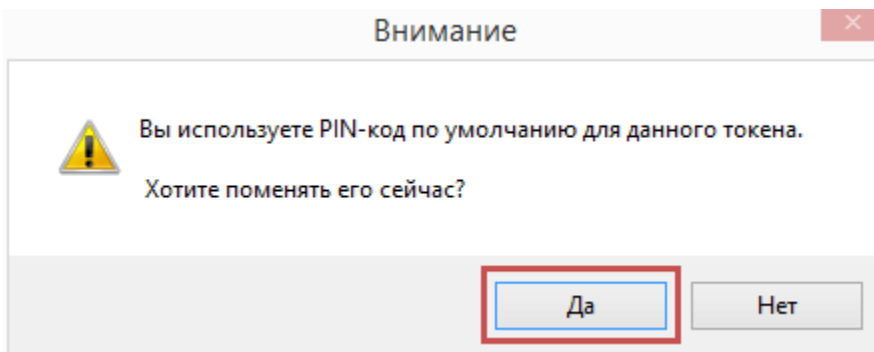 Внимание
Вы используете PIN-код по умолчанию для данного токена.
Хотите поменять его сейчас?
Да
Нет